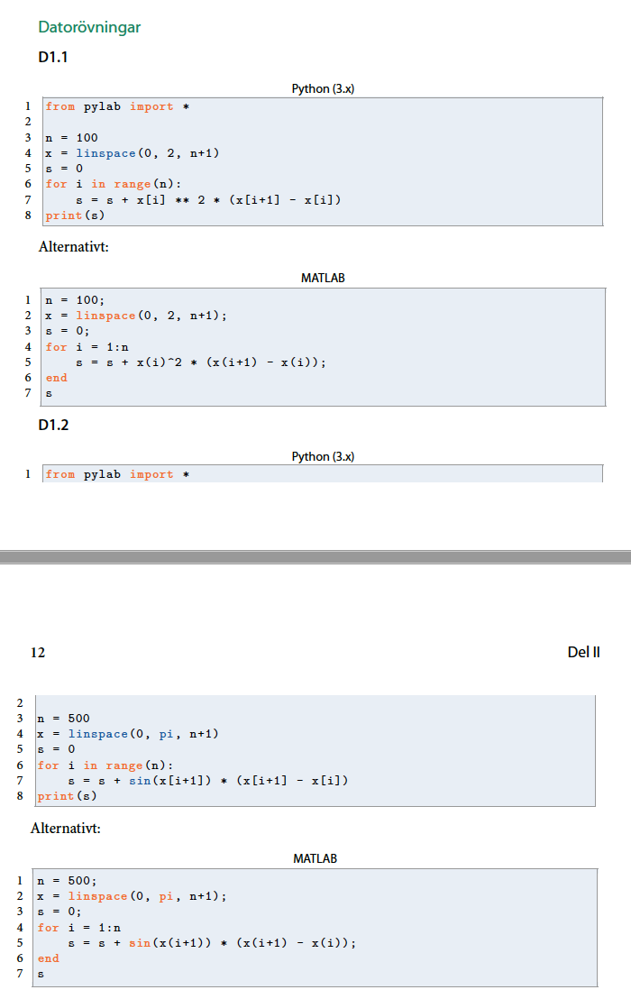 Datorövningar
D1.1
Python (3.x)
1 from pylab import *
2
3 n = 100
4 x = linspace(0, 2, n+1)
5 s = 0
6 for i in range(n):
7     s = s + x[i] ** 2 * (x[i+1] - x[i])
8 print(s)
Alternativt:
MATLAB
1 n = 100;
2 x = linspace(0, 2, n+1);
3 s = 0;
4 for i = 1:n
5     s = s + x(i)^2 * (x(i+1) - x(i));
6 end
7 s
D1.2
Python (3.x)
1 from pylab import *
12 Del II
2
3 n = 500
4 x = linspace(0, pi, n+1)
5 s = 0
6 for i in range(n):
7     s = s + sin(x[i+1]) * (x[i+1] - x[i])
8 print(s)
Alternativt:
MATLAB
1 n = 500;
2 x = linspace(0, pi, n+1);
3 s = 0;
4 for i = 1:n
5     s = s + sin(x(i+1)) * (x(i+1) - x(i));
6 end
7 s